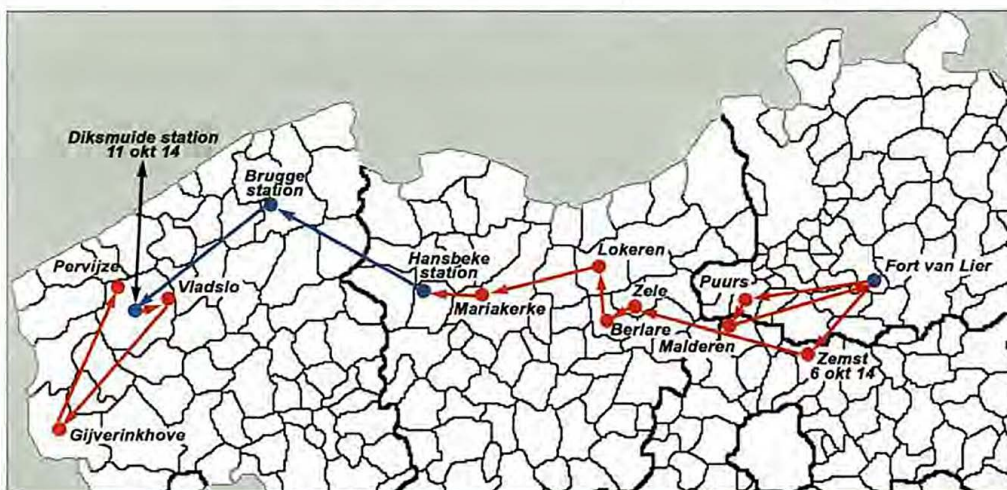 Diksmuide station
11 okt 14
Brugge
station
Pervijze
Vladslo
Gijverinkhove
Hansbeke
station
Mariakerke
Lokeren
Zele
Berlare
Puurs
Malderen
Fort van Lier
Zemst
6 okt 14